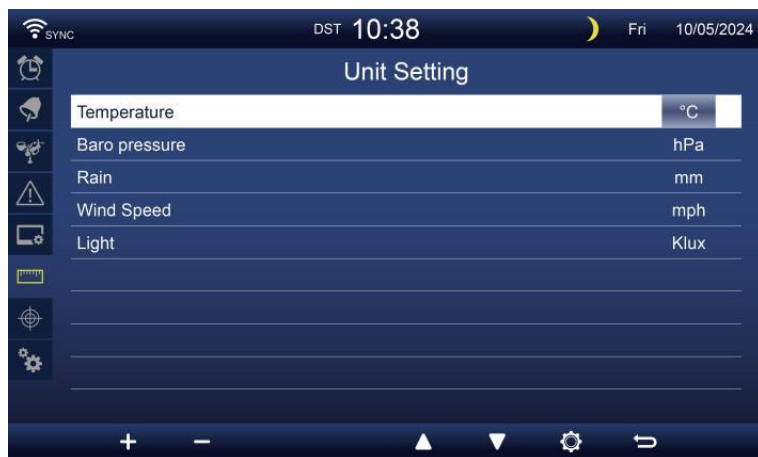 SYNC DST 10:38 Fri 10/05/2024
Unit Setting
Temperature °C
Baro pressure hPa
Rain mm
Wind Speed mph
Light Klux